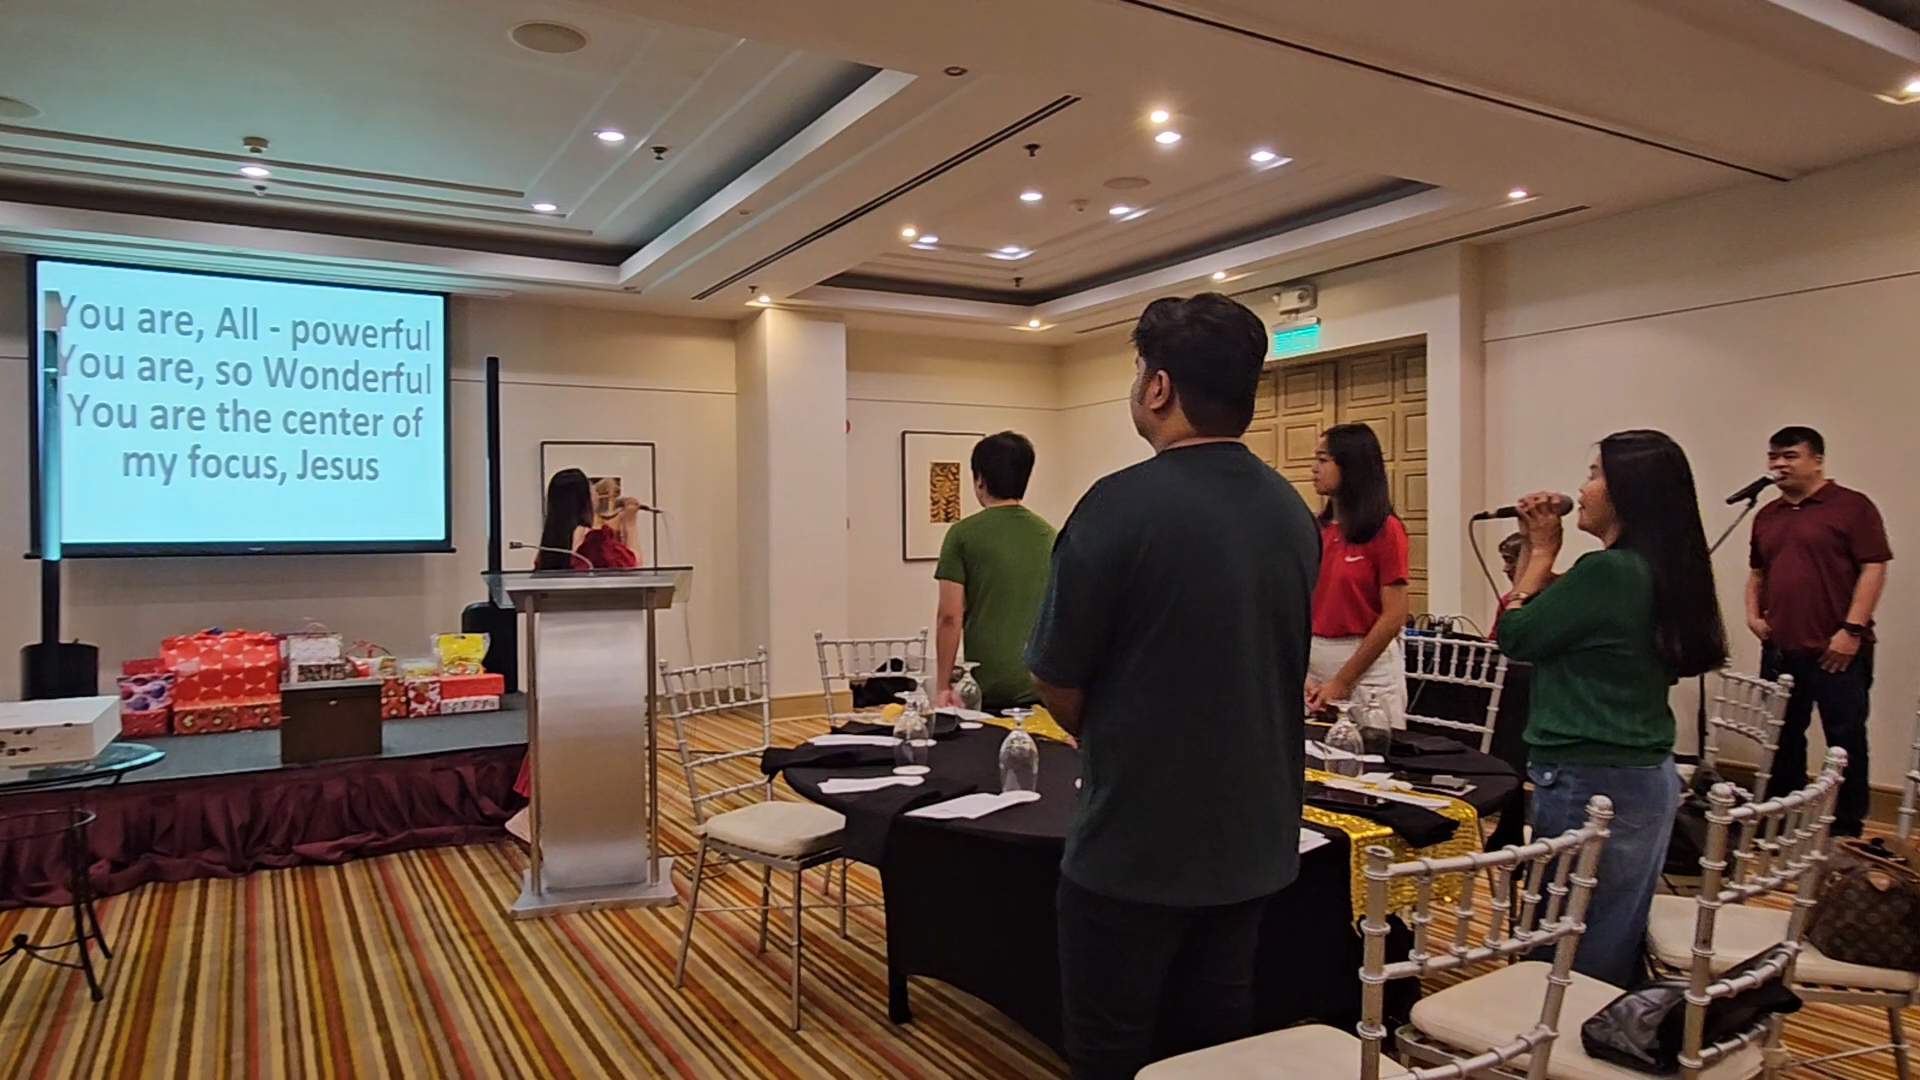 You are, All - powerful
You are, so Wonderful
You are the center of
my focus, Jesus